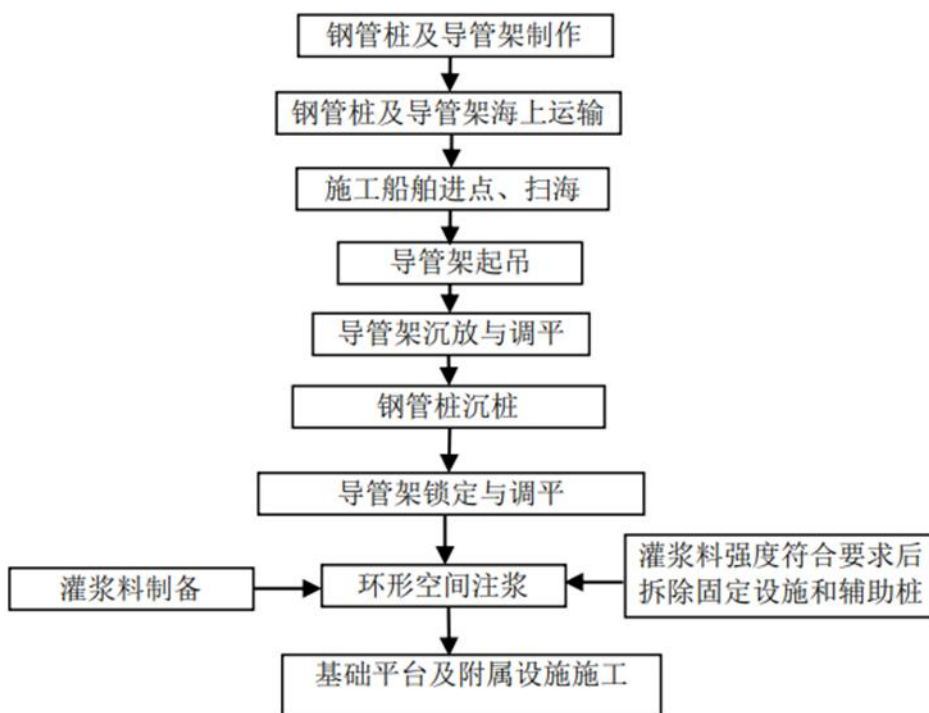 钢管桩及导管架制作
钢管桩及导管架海上运输
施工船舶进点、扫海
导管架起吊
导管架沉放与调平
钢管桩沉桩
导管架锁定与调平
灌浆料制备
环形空间注浆
灌浆料强度符合要求后
拆除固定设施和辅助桩
基础平台及附属设施施工